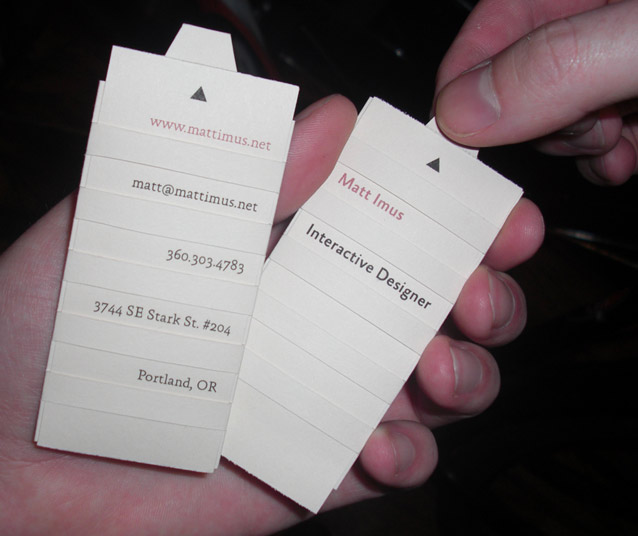 www.mattimus.net
matt@mattimus.net
360.303.4783
3744 SE Stark St. #204
Portland, OR
Matt Imus
Interactive Designer